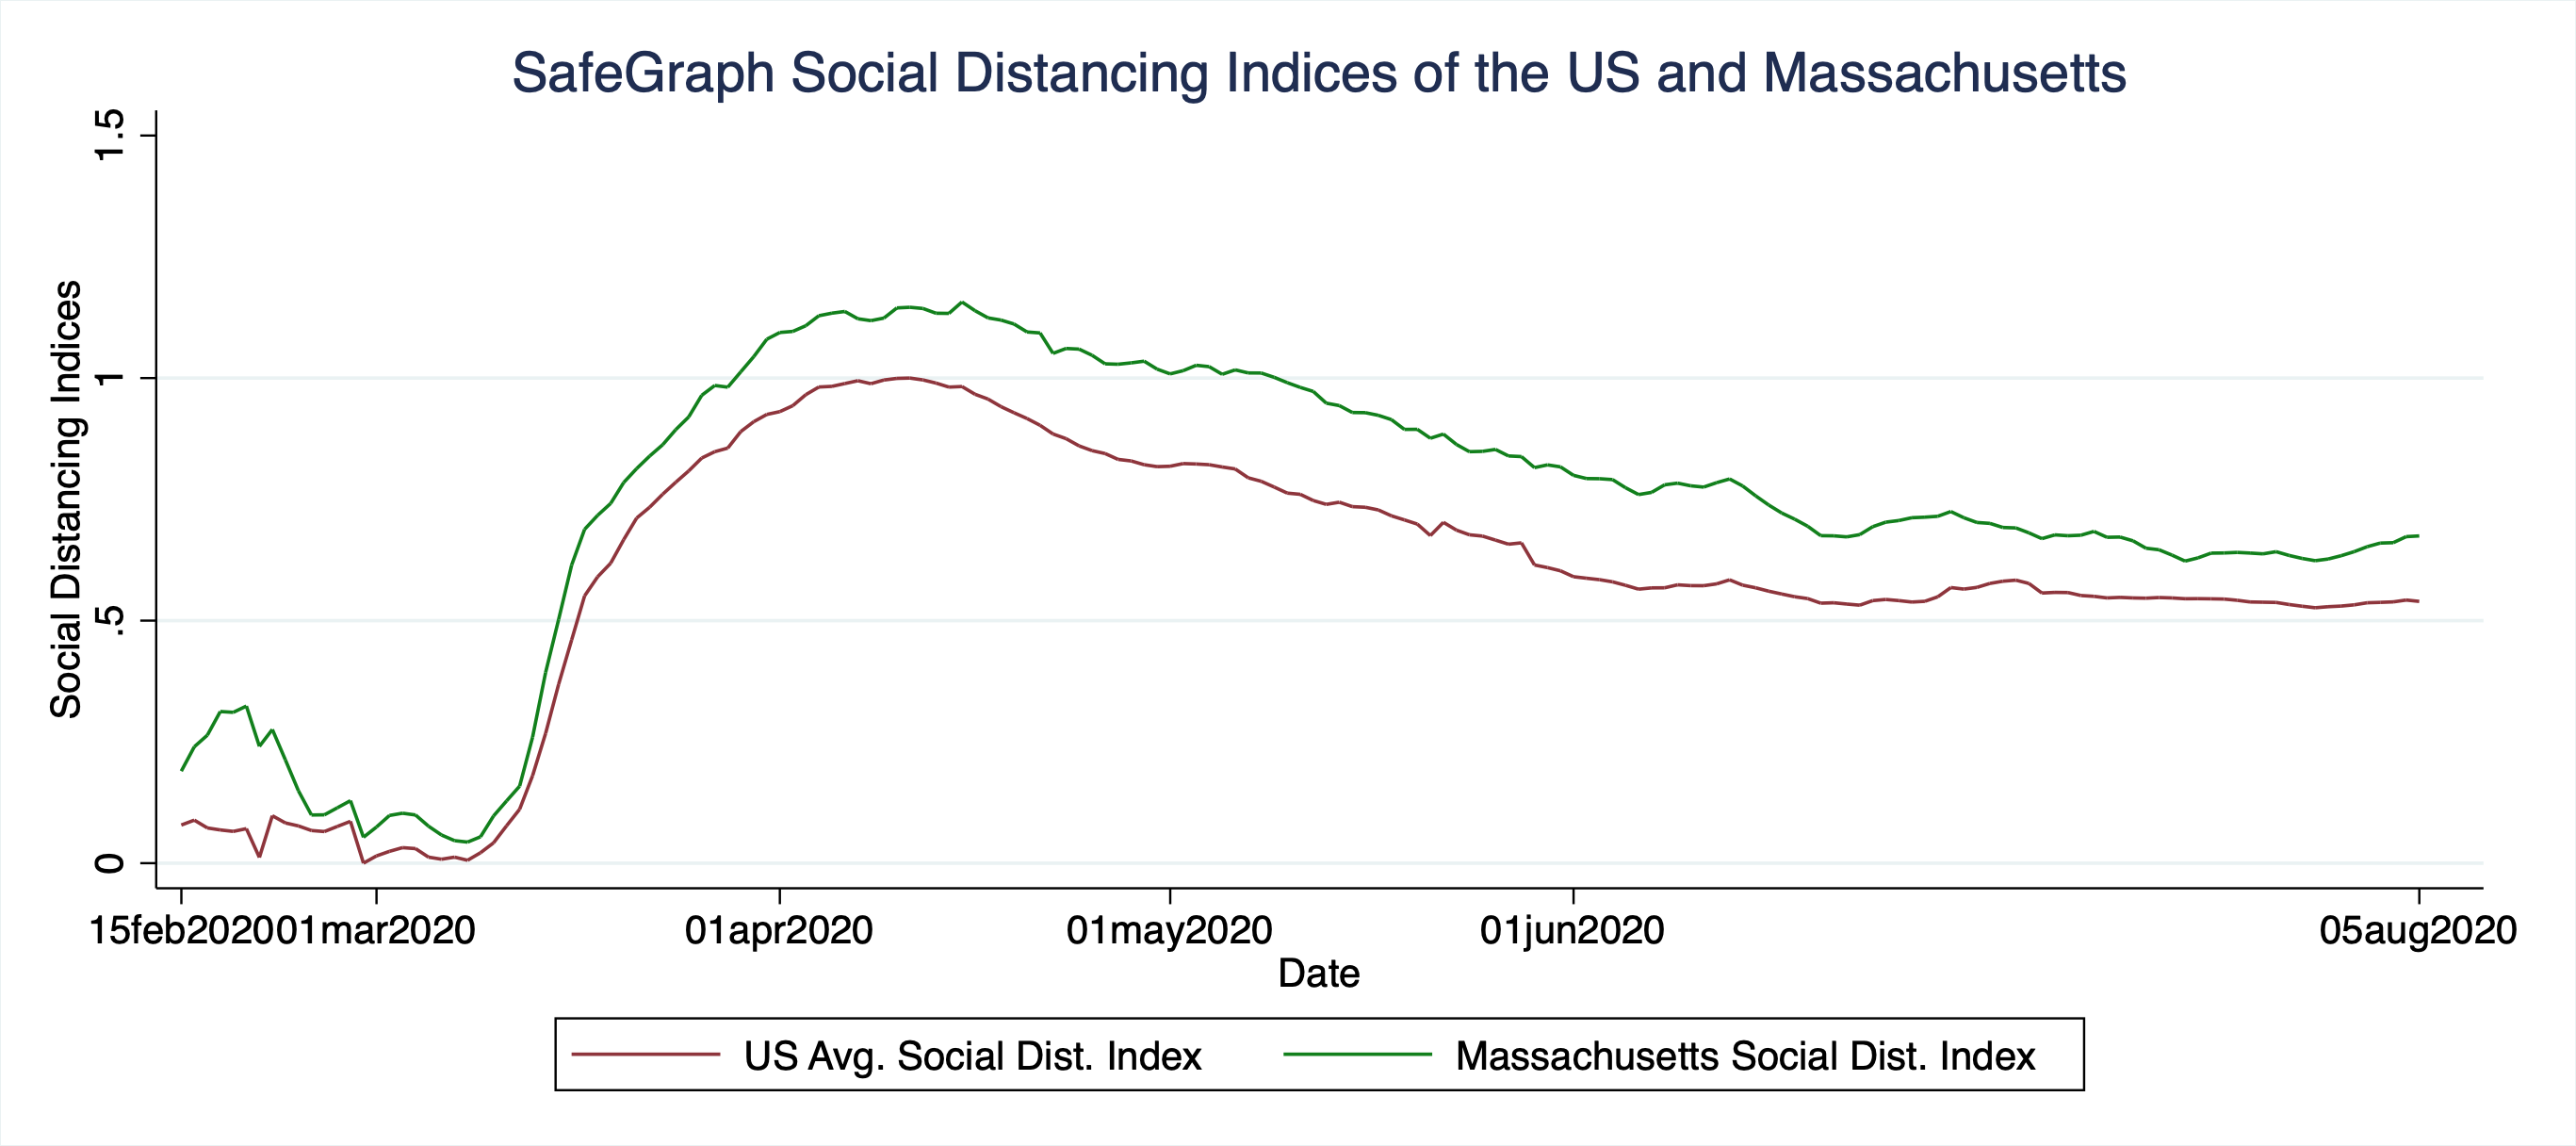 SafeGraph Social Distancing Indices of the US and Massachusetts
Social Distancing Indices
1.5
1
.5
0
15feb2020 01mar2020 01apr2020 01may2020 01jun2020 05aug2020
Date
US Avg. Social Dist. Index Massachusetts Social Dist. Index